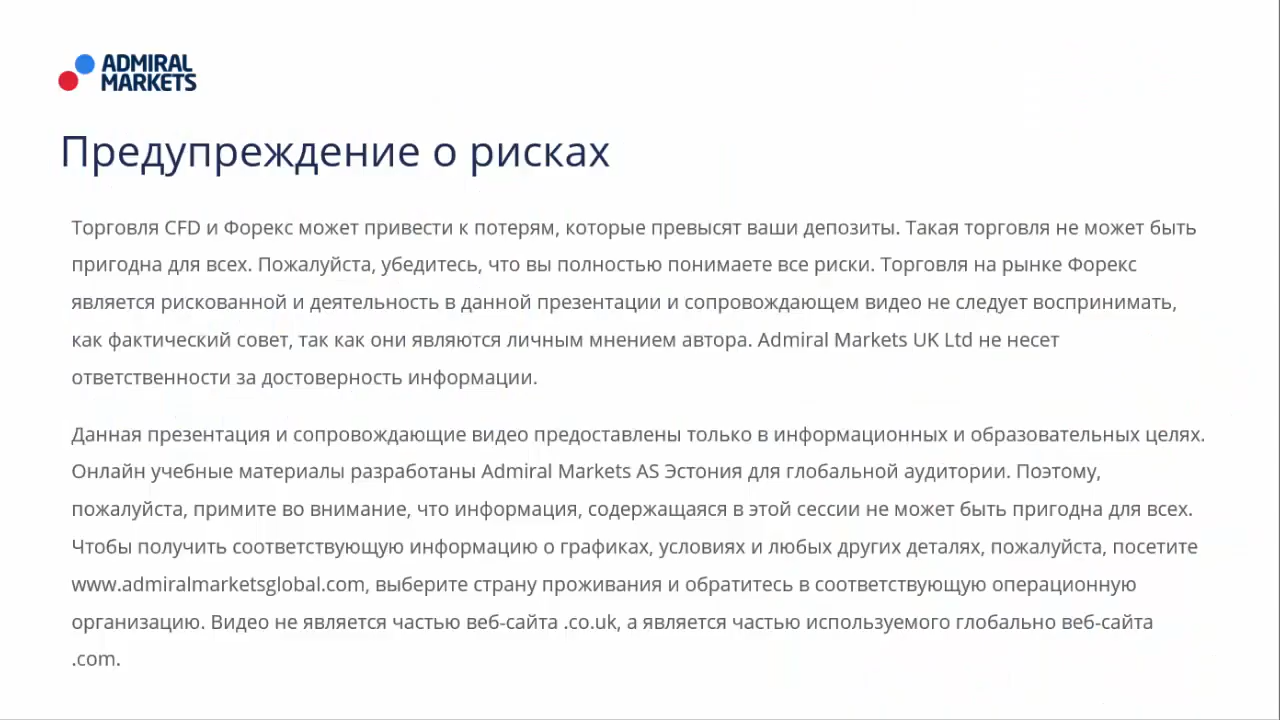 ADMIRAL
MARKETS
Предупреждение о рисках
Торговля CFD и Форекс может привести к потерям, которые превысят ваши депозиты. Такая торговля не может быть
пригодна для всех. Пожалуйста, убедитесь, что вы полностью понимаете все риски. Торговля на рынке Форекс
является рискованной и деятельность в данной презентации и сопровождающем видео не следует воспринимать,
как фактический совет, так как они являются личным мнением автора. Admiral Markets UK Ltd не несет
ответственности за достоверность информации.
Данная презентация и сопровождающие видео предоставлены только в информационных и образовательных целях.
Онлайн учебные материалы разработаны Admiral Markets AS Эстония для глобальной аудитории. Поэтому,
пожалуйста, примите во внимание, что информация, содержащаяся в этой сессии не может быть пригодна для всех.
Чтобы получить соответствующую информацию о графиках, условиях и любых других деталях, пожалуйста, посетите
www.admiralmarketsglobal.com, выберите страну проживания и обратитесь в соответствующую операционную
организацию. Видео не является частью веб-сайта .co.uk, а является частью используемого глобально веб-сайта
.com.